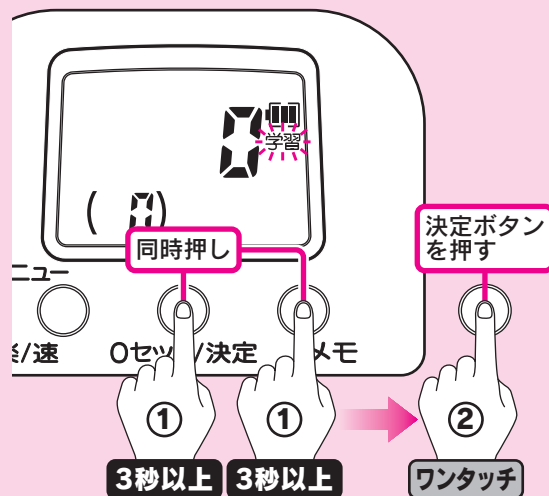 0
学習
( 0)
同時押し
決定ボタン
を押す
ニュー
/速
0セッ
/決定
メモ
①
①
②
3秒以上
3秒以上
ワンタッチ